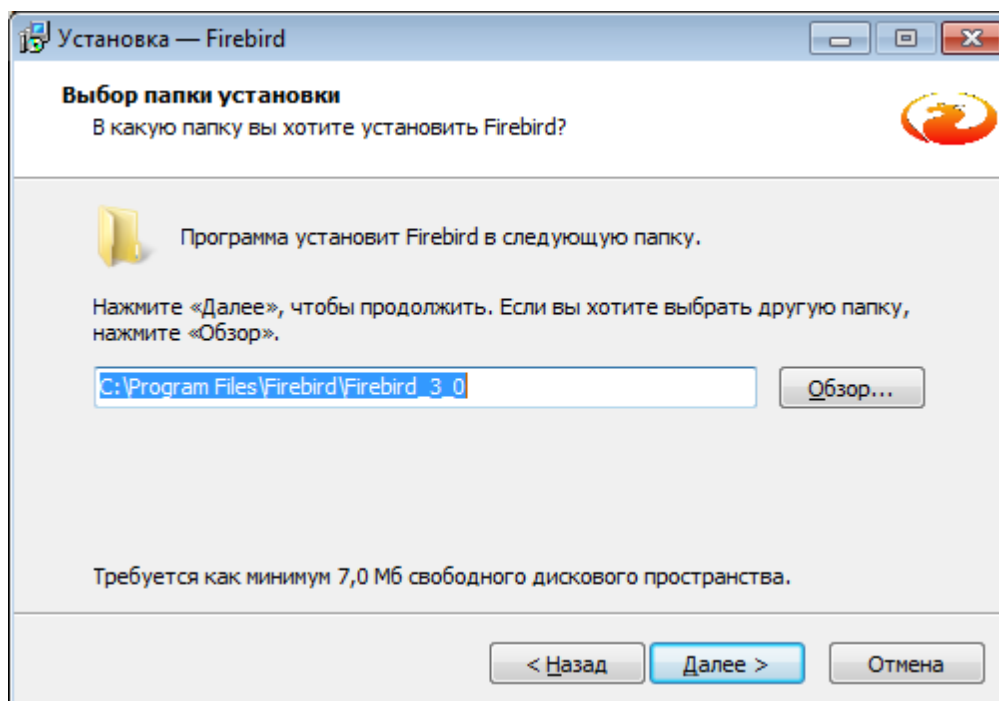 Установка — Firebird
Выбор папки установки
В какую папку вы хотите установить Firebird?
Программа установит Firebird в следующую папку.
Нажмите «Далее», чтобы продолжить. Если вы хотите выбрать другую папку,
нажмите «Обзор».
C:\Program Files\Firebird\Firebird_3_0
Обзор...
Требуется как минимум 7,0 Мб свободного дискового пространства.
< Назад
Далее >
Отмена